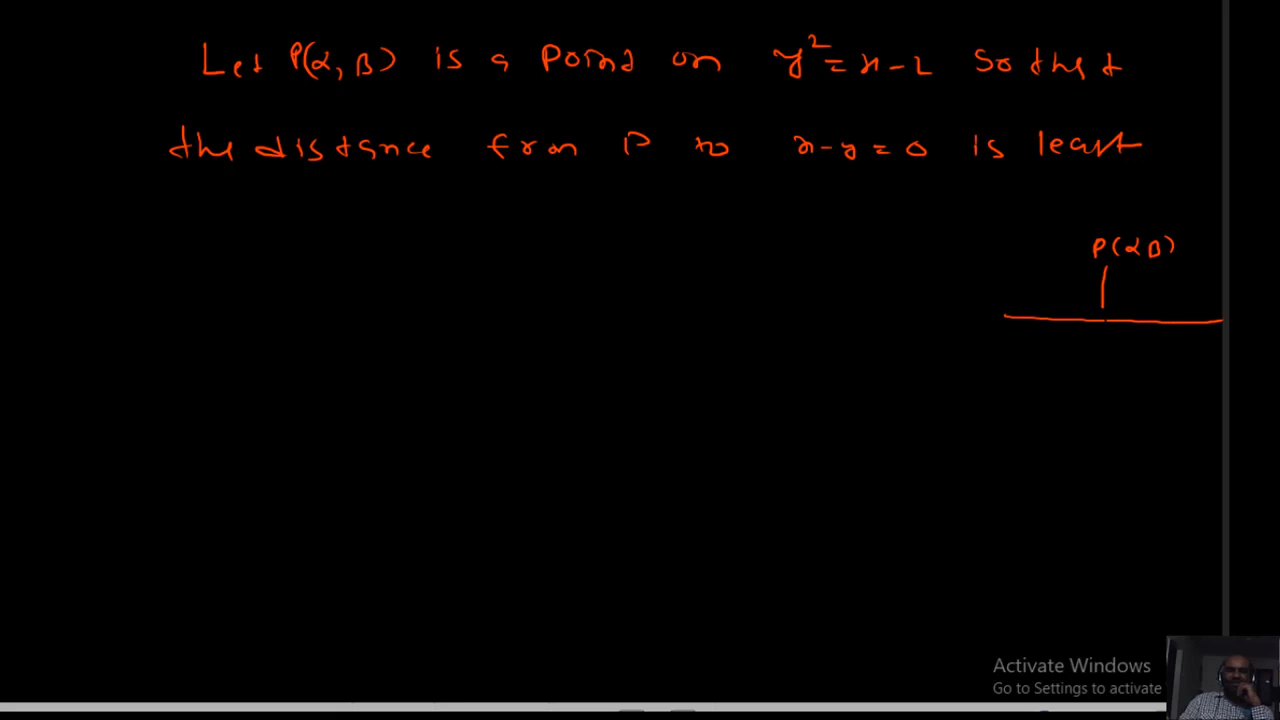 Let P(α, β) is a point on y² = x - 2 so that
the distance from P to x - y = 0 is least
P(α β)
Activate Windows
Go to Settings to activate